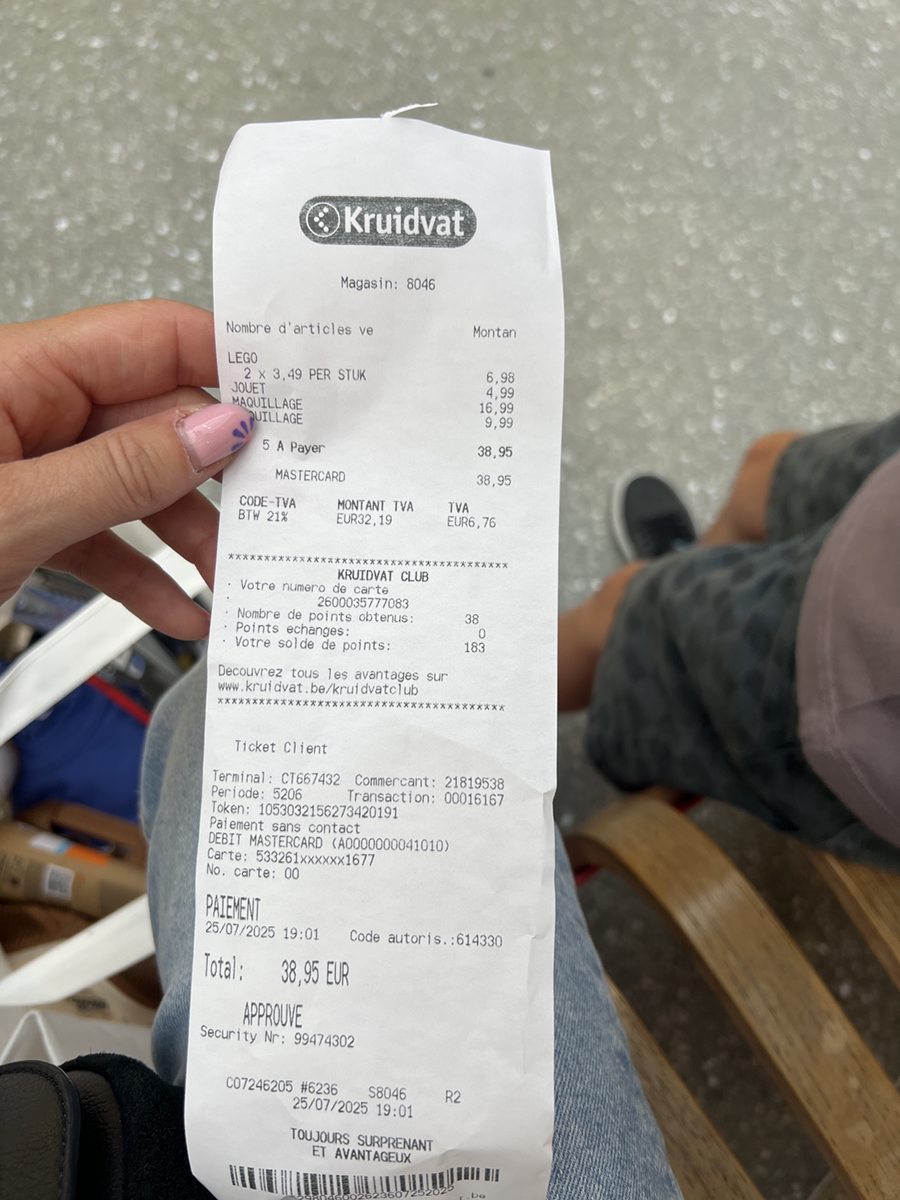 Kruidvat
Magasin: 8046
Nombre d'articles ve Montan
LEGO
2 x 3,49 PER STUK 6,98
JOUET 4,99
MAQUILLAGE 16,99
QUILLAGE 9,99
5 A Payer 38,95
MASTERCARD 38,95
CODE-TVA MONTANT TVA TVA
BTW 21% EUR32,19 EUR6,76
************************************
KRUIDVAT CLUB
· Votre numero de carte
· 2600035777083
· Nombre de points obtenus: 38
· Points echanges: 0
· Votre solde de points: 183
Decouvrez tous les avantages sur
www.kruidvat.be/kruidvatclub
************************************
Ticket Client
Terminal: CT667432 Commercant: 21819538
Periode: 5206 Transaction: 00016167
Token: 1053032156273420191
Paiement sans contact
DEBIT MASTERCARD (A0000000041010)
Carte: 533261xxxxxx1677
No. carte: 00
PAIEMENT
25/07/2025 19:01 Code autoris.:614330
Total: 38,95 EUR
APPROUVE
Security Nr: 99474302
C07246205 #6236 S8046 R2
25/07/2025 19:01
TOUJOURS SURPRENANT
ET AVANTAGEUX